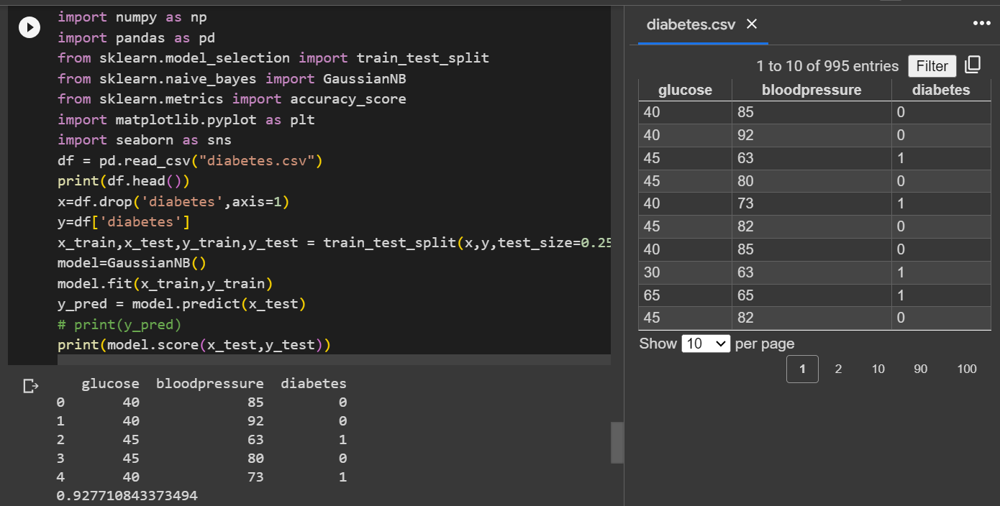 import numpy as np
import pandas as pd
from sklearn.model_selection import train_test_split
from sklearn.naive_bayes import GaussianNB
from sklearn.metrics import accuracy_score
import matplotlib.pyplot as plt
import seaborn as sns
df = pd.read_csv("diabetes.csv")
print(df.head())
x=df.drop('diabetes',axis=1)
y=df['diabetes']
x_train,x_test,y_train,y_test = train_test_split(x,y,test_size=0.25
model=GaussianNB()
model.fit(x_train,y_train)
y_pred = model.predict(x_test)
# print(y_pred)
print(model.score(x_test,y_test))
glucose bloodpressure diabetes
0 40 85 0
1 40 92 0
2 45 63 1
3 45 80 0
4 40 73 1
0.927710843373494
diabetes.csv
1 to 10 of 995 entries Filter
glucose bloodpressure diabetes
40 85 0
40 92 0
45 63 1
45 80 0
40 73 1
45 82 0
40 85 0
30 63 1
65 65 1
45 82 0
Show 10 per page
1 2 10 90 100